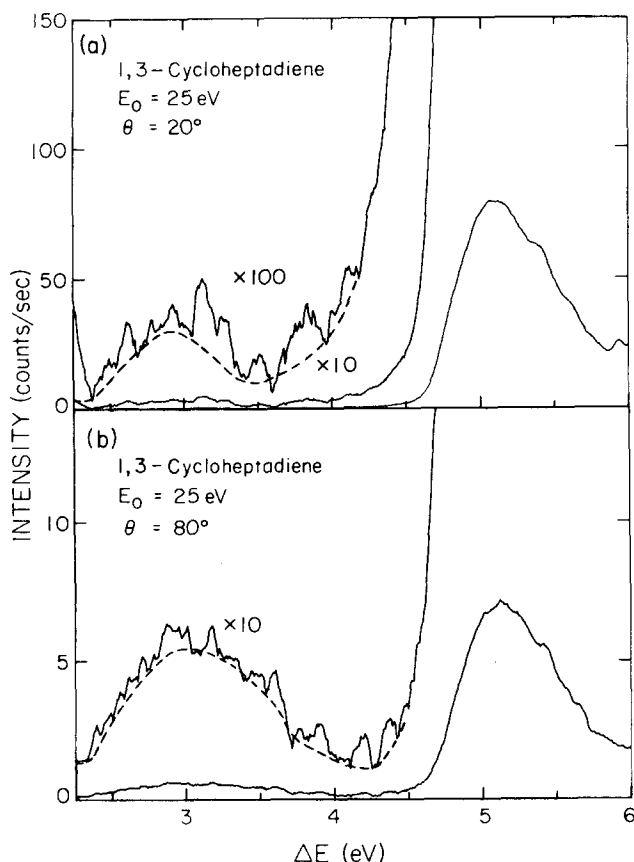 (a)
1,3-Cycloheptadiene
E0 = 25 eV
θ = 20°
×100
×10
150
100
50
0
INTENSITY (counts/sec)
(b)
1,3-Cycloheptadiene
E0 = 25 eV
θ = 80°
×10
10
5
0
3
4
5
6
ΔE (eV)